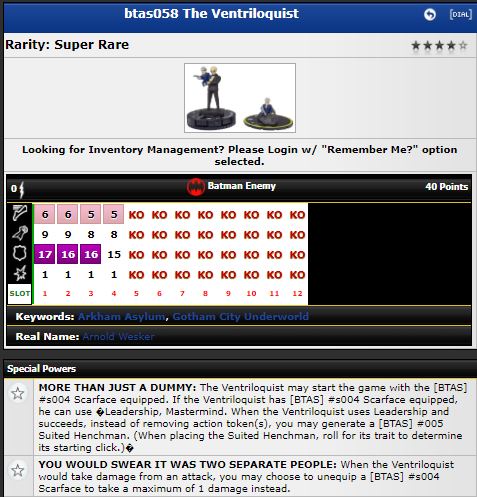 btas058 The Ventriloquist
[DIAL]
Rarity: Super Rare
Looking for Inventory Management? Please Login w/ "Remember Me?" option
selected.
0 Batman Enemy 40 Points
6 6 5 5 KO KO KO KO KO KO KO KO
9 9 8 8 KO KO KO KO KO KO KO KO
17 16 16 15 KO KO KO KO KO KO KO KO
1 1 1 1 KO KO KO KO KO KO KO KO
SLOT 1 2 3 4 5 6 7 8 9 10 11 12
Keywords: Arkham Asylum, Gotham City Underworld
Real Name: Arnold Wesker
Special Powers
MORE THAN JUST A DUMMY: The Ventriloquist may start the game with the [BTAS]
#s004 Scarface equipped. If the Ventriloquist has [BTAS] #s004 Scarface equipped,
he can use �Leadership, Mastermind. When the Ventriloquist uses Leadership and
succeeds, instead of removing action token(s), you may generate a [BTAS] #005
Suited Henchman. (When placing the Suited Henchman, roll for its trait to determine
its starting click.)�
YOU WOULD SWEAR IT WAS TWO SEPARATE PEOPLE: When the Ventriloquist
would take damage from an attack, you may choose to unequip a [BTAS] #s004
Scarface to take a maximum of 1 damage instead.